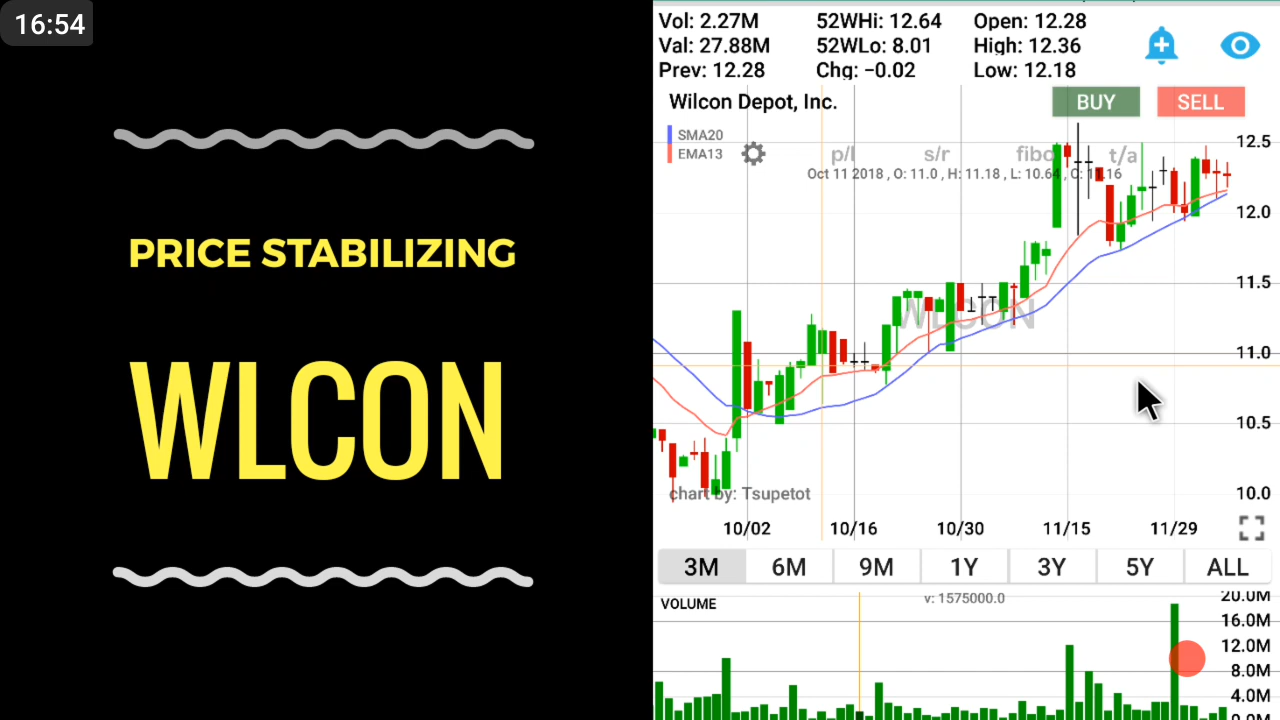 16:54
PRICE STABILIZING
WLCON
Vol: 2.27M 52WHi: 12.64 Open: 12.28
Val: 27.88M 52WLo: 8.01 High: 12.36
Prev: 12.28 Chg: −0.02 Low: 12.18
Wilcon Depot, Inc. BUY SELL
SMA20
EMA13
p/l s/r fibo t/a
Oct 11 2018 , O: 11.0 , H: 11.18 , L: 10.64 , C: 11.16
12.5
12.0
11.5
WLCON
11.0
10.5
10.0
chart by: Tsupetot
10/02 10/16 10/30 11/15 11/29
3M 6M 9M 1Y 3Y 5Y ALL
VOLUME
v: 1575000.0
20.0M
16.0M
12.0M
8.0M
4.0M
0.0M